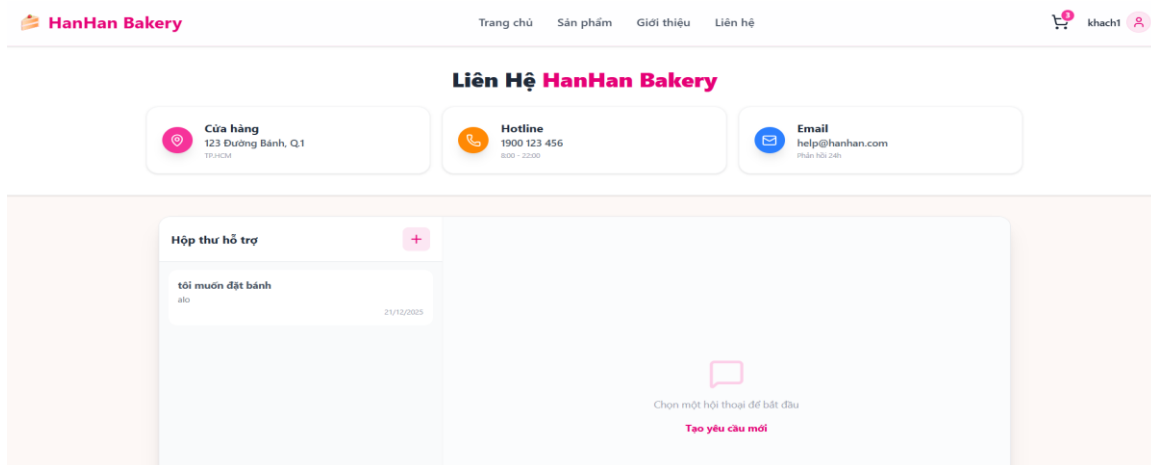 HanHan Bakery
Trang chủ Sản phẩm Giới thiệu Liên hệ
3
khach1
Liên Hệ HanHan Bakery
Cửa hàng
123 Đường Bánh, Q.1
TP.HCM
Hotline
1900 123 456
8:00 - 22:00
Email
help@hanhan.com
Phản hồi 24h
Hộp thư hỗ trợ
+
tôi muốn đặt bánh
alo
21/12/2025
Chọn một hội thoại để bắt đầu
Tạo yêu cầu mới